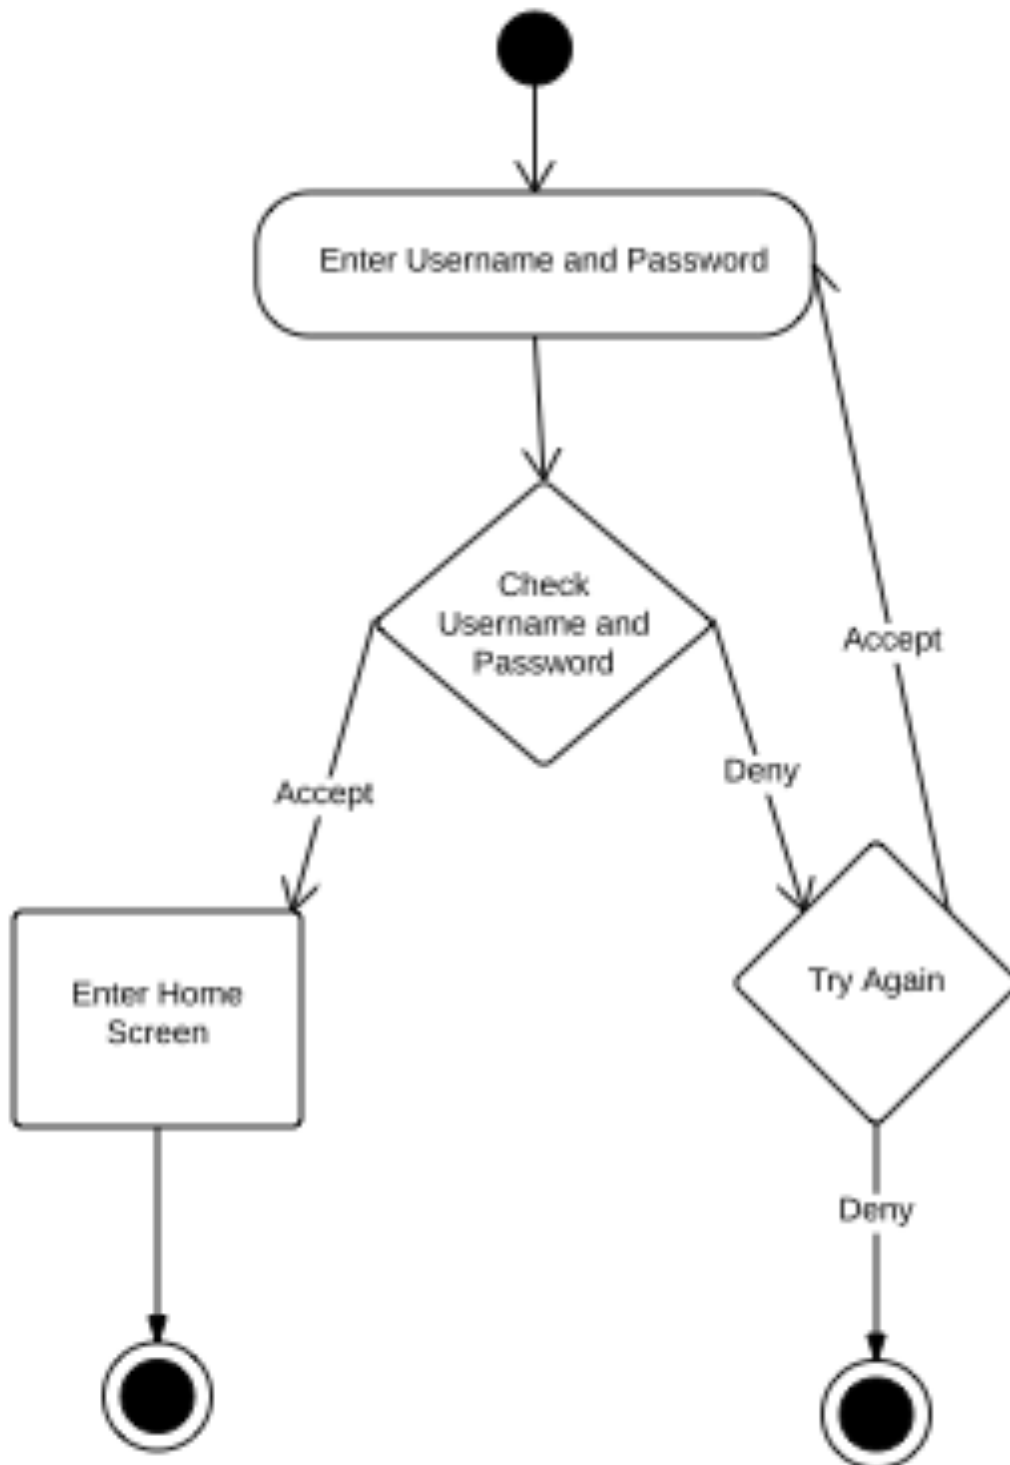 Enter Username and Password
Check
Username and
Password
Accept
Accept
Deny
Enter Home
Screen
Try Again
Deny